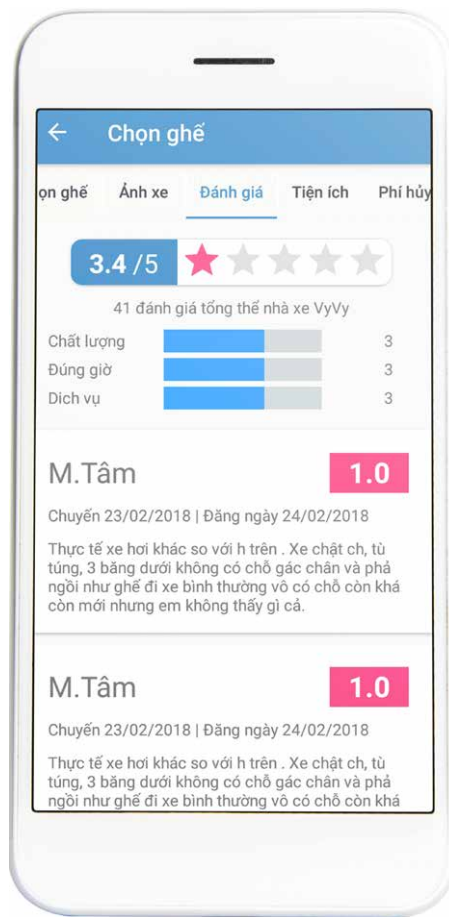 Chọn ghế
ọn ghế Ảnh xe Đánh giá Tiện ích Phí hủy
3.4 /5
41 đánh giá tổng thể nhà xe VyVy
Chất lượng 3
Đúng giờ 3
Dich vụ 3
M.Tâm 1.0
Chuyến 23/02/2018 | Đăng ngày 24/02/2018
Thực tế xe hơi khác so với h trên . Xe chật ch, tù
túng, 3 băng dưới không có chỗ gác chân và phả
ngồi như ghế đi xe bình thường vô có chỗ còn khá
còn mới nhưng em không thấy gì cả.
M.Tâm 1.0
Chuyến 23/02/2018 | Đăng ngày 24/02/2018
Thực tế xe hơi khác so với h trên . Xe chật ch, tù
túng, 3 băng dưới không có chỗ gác chân và phả
ngồi như ghế đi xe bình thường vô có chỗ còn khá